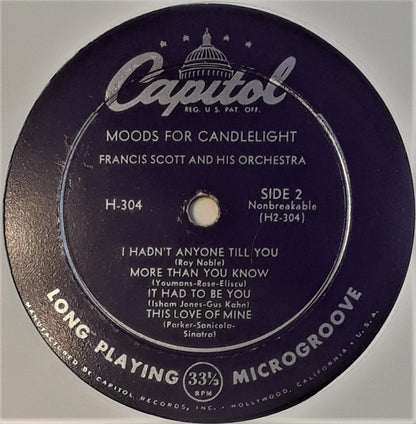 Capitol
REG. U. S. PAT. OFF.
MOODS FOR CANDLELIGHT
FRANCIS SCOTT AND HIS ORCHESTRA
H-304
SIDE 2
Nonbreakable
(H2-304)
I HADN'T ANYONE TILL YOU
(Ray Noble)
MORE THAN YOU KNOW
(Youmans-Rose-Eliscu)
IT HAD TO BE YOU
(Isham Jones-Gus Kahn)
THIS LOVE OF MINE
(Parker-Sanicola-
Sinatra)
LONG PLAYING 33⅓ RPM MICROGROOVE
MANUFACTURED BY CAPITOL RECORDS, INC. • HOLLYWOOD, CALIFORNIA • U.S.A.